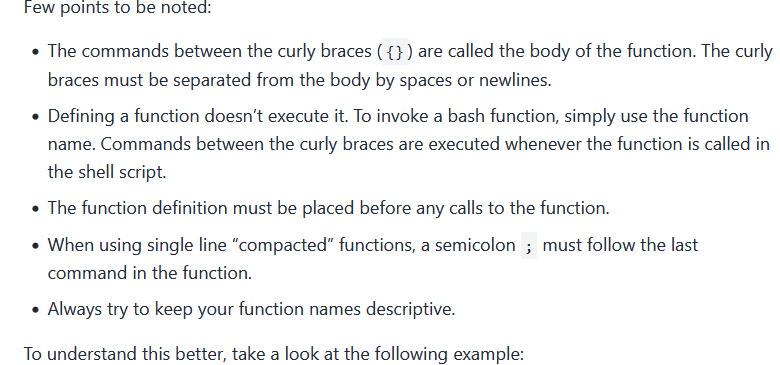 Few points to be noted:
• The commands between the curly braces ({}) are called the body of the function. The curly
braces must be separated from the body by spaces or newlines.
• Defining a function doesn’t execute it. To invoke a bash function, simply use the function
name. Commands between the curly braces are executed whenever the function is called in
the shell script.
• The function definition must be placed before any calls to the function.
• When using single line “compacted” functions, a semicolon ; must follow the last
command in the function.
• Always try to keep your function names descriptive.
To understand this better, take a look at the following example: